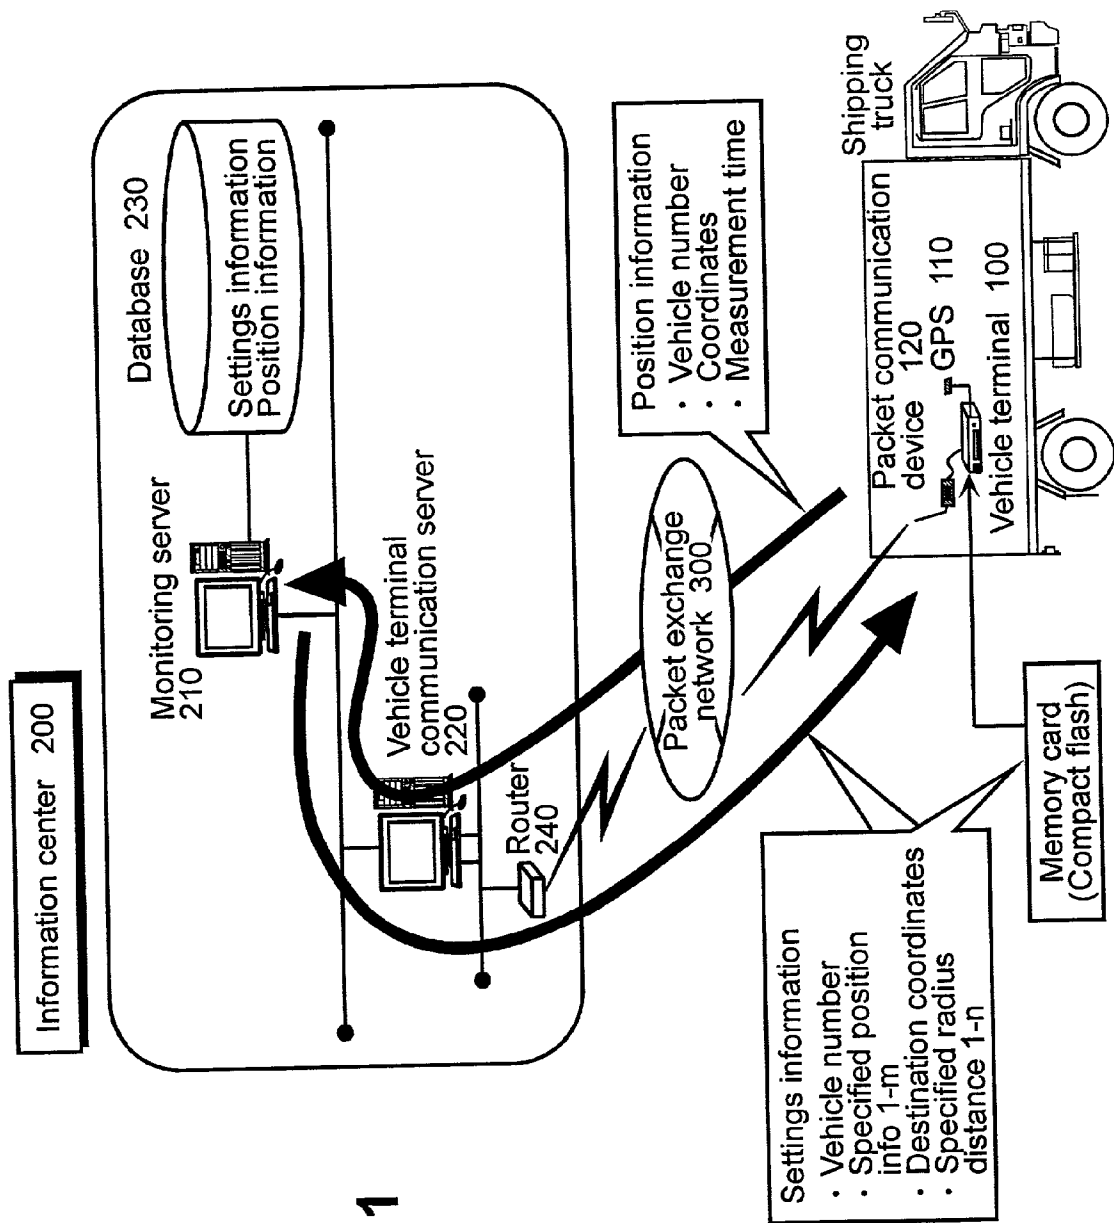 1
Information center 200
Monitoring server
210
Database 230
Settings information
Position information
Vehicle terminal
communication server
220
Router
240
Packet exchange
network 300
Position information
· Vehicle number
· Coordinates
· Measurement time
Settings information
· Vehicle number
· Specified position
info 1-m
· Destination coordinates
· Specified radius
distance 1-n
Memory card
(Compact flash)
Shipping
truck
Packet communication
device 120
GPS 110
Vehicle terminal 100